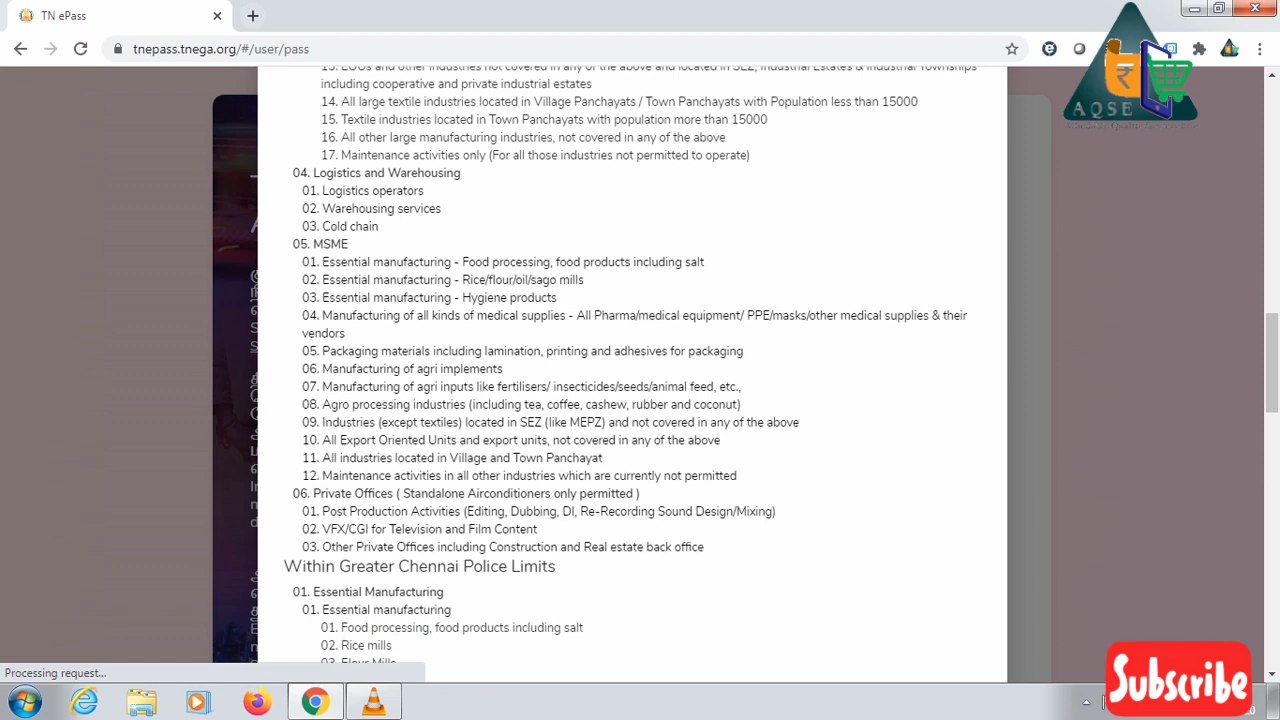 TN ePass
tnepass.tnega.org/#/user/pass
including cooperative and private industrial estates
14. All large textile industries located in Village Panchayats / Town Panchayats with Population less than 15000
15. Textile industries located in Town Panchayats with population more than 15000
16. All other large manufacturing industries, not covered in any of the above
17. Maintenance activities only (For all those industries not permitted to operate)
04. Logistics and Warehousing
01. Logistics operators
02. Warehousing services
03. Cold chain
05. MSME
01. Essential manufacturing - Food processing, food products including salt
02. Essential manufacturing - Rice/flour/oil/sago mills
03. Essential manufacturing - Hygiene products
04. Manufacturing of all kinds of medical supplies - All Pharma/medical equipment/ PPE/masks/other medical supplies & their
vendors
05. Packaging materials including lamination, printing and adhesives for packaging
06. Manufacturing of agri implements
07. Manufacturing of agri inputs like fertilisers/ insecticides/seeds/animal feed, etc.,
08. Agro processing industries (including tea, coffee, cashew, rubber and coconut)
09. Industries (except textiles) located in SEZ (like MEPZ) and not covered in any of the above
10. All Export Oriented Units and export units, not covered in any of the above
11. All industries located in Village and Town Panchayat
12. Maintenance activities in all other industries which are currently not permitted
06. Private Offices ( Standalone Airconditioners only permitted )
01. Post Production Activities (Editing, Dubbing, DI, Re-Recording Sound Design/Mixing)
02. VFX/CGI for Television and Film Content
03. Other Private Offices including Construction and Real estate back office
Within Greater Chennai Police Limits
01. Essential Manufacturing
01. Essential manufacturing
01. Food processing, food products including salt
02. Rice mills
03. Flour Mills
Processing request...
AQSE
Subscribe